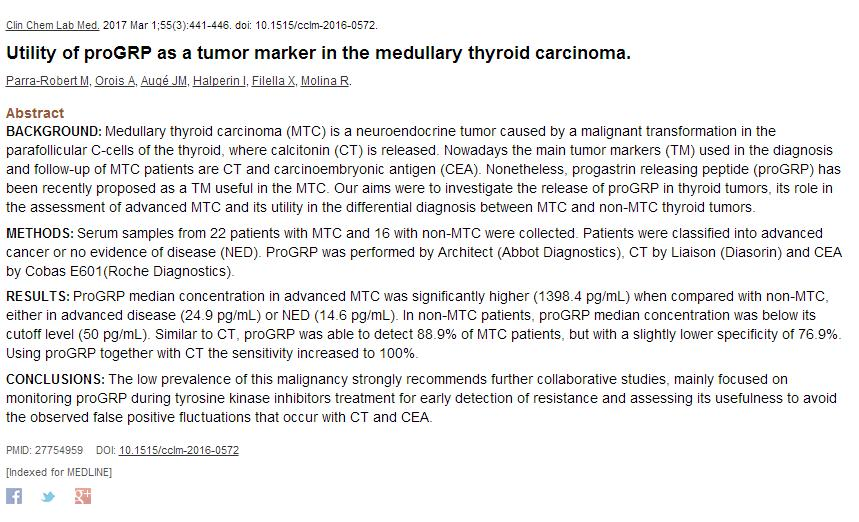 Clin Chem Lab Med. 2017 Mar 1;55(3):441-446. doi: 10.1515/cclm-2016-0572.
Utility of proGRP as a tumor marker in the medullary thyroid carcinoma.
Parra-Robert M, Orois A, Augé JM, Halperin I, Filella X, Molina R.
Abstract
BACKGROUND: Medullary thyroid carcinoma (MTC) is a neuroendocrine tumor caused by a malignant transformation in the
parafollicular C-cells of the thyroid, where calcitonin (CT) is released. Nowadays the main tumor markers (TM) used in the diagnosis
and follow-up of MTC patients are CT and carcinoembryonic antigen (CEA). Nonetheless, progastrin releasing peptide (proGRP) has
been recently proposed as a TM useful in the MTC. Our aims were to investigate the release of proGRP in thyroid tumors, its role in
the assessment of advanced MTC and its utility in the differential diagnosis between MTC and non-MTC thyroid tumors.
METHODS: Serum samples from 22 patients with MTC and 16 with non-MTC were collected. Patients were classified into advanced
cancer or no evidence of disease (NED). ProGRP was performed by Architect (Abbot Diagnostics), CT by Liaison (Diasorin) and CEA
by Cobas E601(Roche Diagnostics).
RESULTS: ProGRP median concentration in advanced MTC was significantly higher (1398.4 pg/mL) when compared with non-MTC,
either in advanced disease (24.9 pg/mL) or NED (14.6 pg/mL). In non-MTC patients, proGRP median concentration was below its
cutoff level (50 pg/mL). Similar to CT, proGRP was able to detect 88.9% of MTC patients, but with a slightly lower specificity of 76.9%.
Using proGRP together with CT the sensitivity increased to 100%.
CONCLUSIONS: The low prevalence of this malignancy strongly recommends further collaborative studies, mainly focused on
monitoring proGRP during tyrosine kinase inhibitors treatment for early detection of resistance and assessing its usefulness to avoid
the observed false positive fluctuations that occur with CT and CEA.
PMID: 27754959 DOI: 10.1515/cclm-2016-0572
[Indexed for MEDLINE]